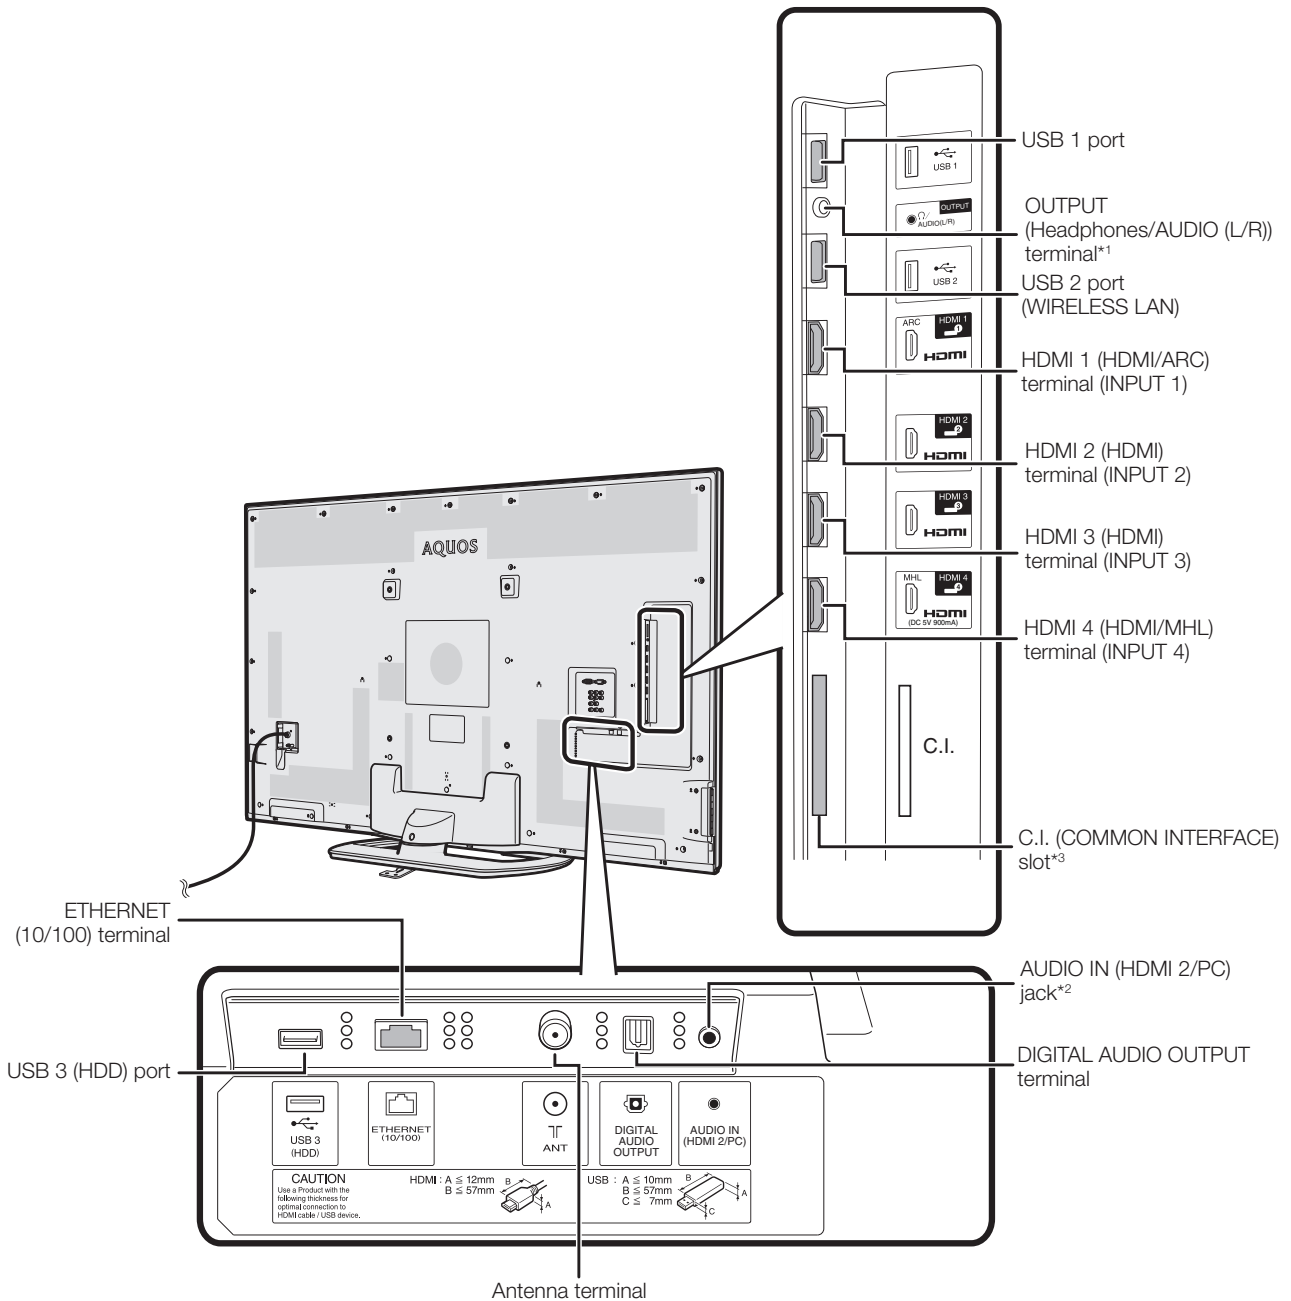 USB 1 port
OUTPUT
(Headphones/AUDIO (L/R))
terminal*1
USB 2 port
(WIRELESS LAN)
HDMI 1 (HDMI/ARC)
terminal (INPUT 1)
HDMI 2 (HDMI)
terminal (INPUT 2)
HDMI 3 (HDMI)
terminal (INPUT 3)
HDMI 4 (HDMI/MHL)
terminal (INPUT 4)
C.I. (COMMON INTERFACE)
slot*3
USB 1
OUTPUT
/
AUDIO(L/R)
USB 2
ARC
HDMI 1
1
HDMI
HDMI 2
2
HDMI
HDMI 3
3
HDMI
MHL
HDMI 4
4
HDMI
(DC 5V 900mA)
C.I.
AQUOS
ETHERNET
(10/100) terminal
AUDIO IN (HDMI 2/PC)
jack*2
DIGITAL AUDIO OUTPUT
terminal
USB 3 (HDD) port
USB 3
(HDD)
ETHERNET
(10/100)
ANT
DIGITAL
AUDIO
OUTPUT
AUDIO IN
(HDMI 2/PC)
CAUTION
Use a Product with the
following thickness for
optimal connection to
HDMI cable / USB device.
HDMI : A ≦ 12mm
B ≦ 57mm
B
A
USB : A ≦ 10mm
B ≦ 57mm
C ≦ 7mm
B
A
C
Antenna terminal